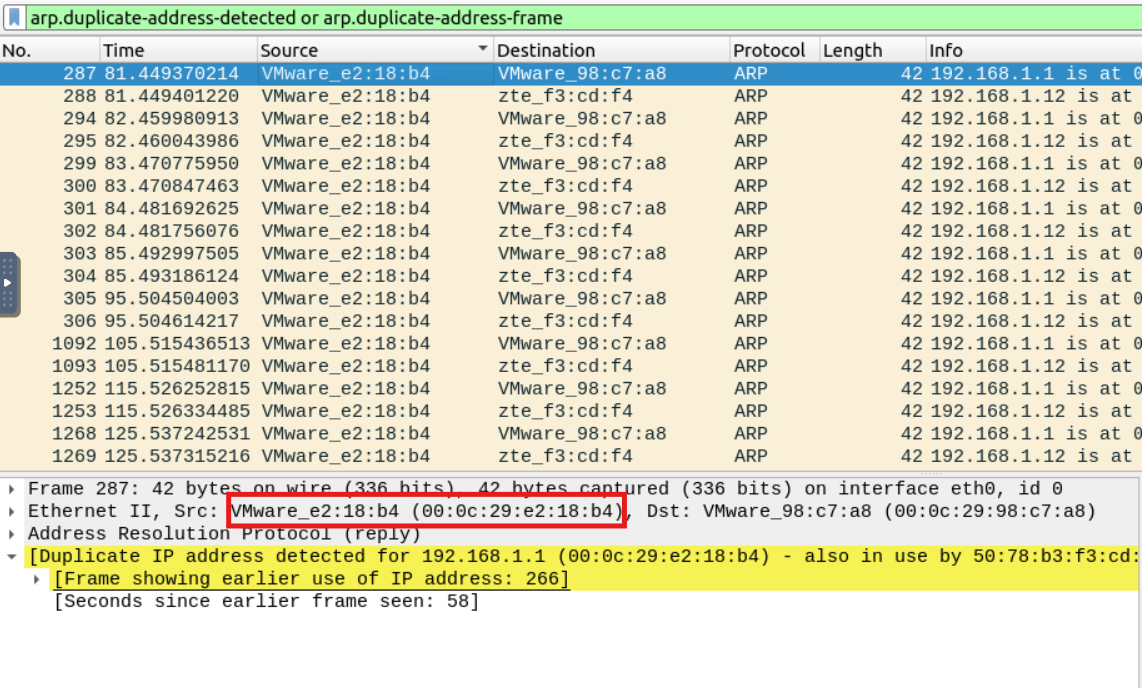 arp.duplicate-address-detected or arp.duplicate-address-frame
No. Time Source Destination Protocol Length Info
287 81.449370214 VMware_e2:18:b4 VMware_98:c7:a8 ARP 42 192.168.1.1 is at 0
288 81.449401220 VMware_e2:18:b4 zte_f3:cd:f4 ARP 42 192.168.1.12 is at
294 82.459980913 VMware_e2:18:b4 VMware_98:c7:a8 ARP 42 192.168.1.1 is at 0
295 82.460043986 VMware_e2:18:b4 zte_f3:cd:f4 ARP 42 192.168.1.12 is at
299 83.470775950 VMware_e2:18:b4 VMware_98:c7:a8 ARP 42 192.168.1.1 is at 0
300 83.470847463 VMware_e2:18:b4 zte_f3:cd:f4 ARP 42 192.168.1.12 is at
301 84.481692625 VMware_e2:18:b4 VMware_98:c7:a8 ARP 42 192.168.1.1 is at 0
302 84.481756076 VMware_e2:18:b4 zte_f3:cd:f4 ARP 42 192.168.1.12 is at
303 85.492997505 VMware_e2:18:b4 VMware_98:c7:a8 ARP 42 192.168.1.1 is at 0
304 85.493186124 VMware_e2:18:b4 zte_f3:cd:f4 ARP 42 192.168.1.12 is at
305 95.504504003 VMware_e2:18:b4 VMware_98:c7:a8 ARP 42 192.168.1.1 is at 0
306 95.504614217 VMware_e2:18:b4 zte_f3:cd:f4 ARP 42 192.168.1.12 is at
1092 105.515436513 VMware_e2:18:b4 VMware_98:c7:a8 ARP 42 192.168.1.1 is at 0
1093 105.515481170 VMware_e2:18:b4 zte_f3:cd:f4 ARP 42 192.168.1.12 is at
1252 115.526252815 VMware_e2:18:b4 VMware_98:c7:a8 ARP 42 192.168.1.1 is at 0
1253 115.526334485 VMware_e2:18:b4 zte_f3:cd:f4 ARP 42 192.168.1.12 is at
1268 125.537242531 VMware_e2:18:b4 VMware_98:c7:a8 ARP 42 192.168.1.1 is at 0
1269 125.537315216 VMware_e2:18:b4 zte_f3:cd:f4 ARP 42 192.168.1.12 is at
Frame 287: 42 bytes on wire (336 bits), 42 bytes captured (336 bits) on interface eth0, id 0
Ethernet II, Src: VMware_e2:18:b4 (00:0c:29:e2:18:b4), Dst: VMware_98:c7:a8 (00:0c:29:98:c7:a8)
Address Resolution Protocol (reply)
[Duplicate IP address detected for 192.168.1.1 (00:0c:29:e2:18:b4) - also in use by 50:78:b3:f3:cd:
[Frame showing earlier use of IP address: 266]
[Seconds since earlier frame seen: 58]